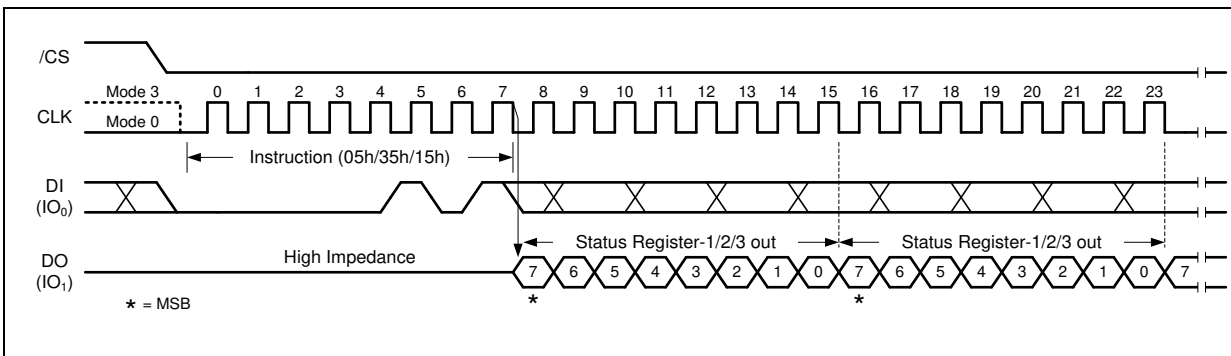 /CS
Mode 3
0 1 2 3 4 5 6 7 8 9 10 11 12 13 14 15 16 17 18 19 20 21 22 23
CLK
Mode 0
Instruction (05h/35h/15h)
DI
(IO₀)
Status Register-1/2/3 out Status Register-1/2/3 out
High Impedance
DO
(IO₁)
7 6 5 4 3 2 1 0 7 6 5 4 3 2 1 0 7
* *
* = MSB